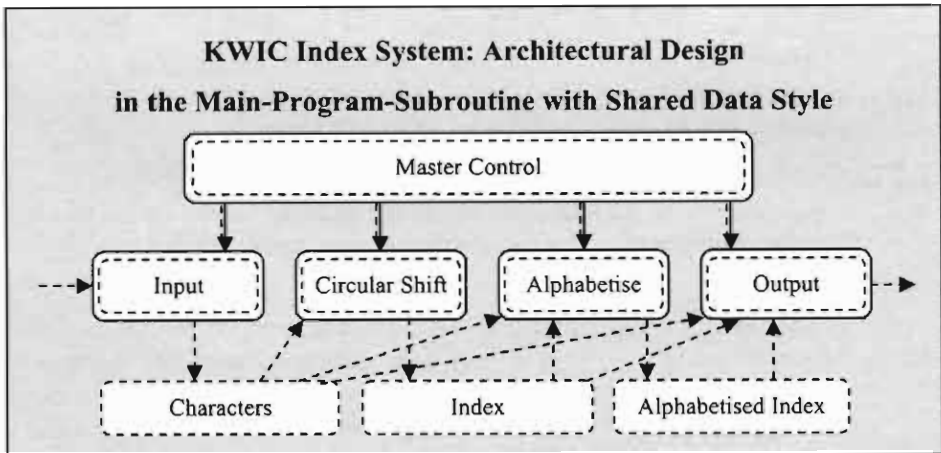 KWIC Index System: Architectural Design
in the Main-Program-Subroutine with Shared Data Style
Master Control
Input
Circular Shift
Alphabetise
Output
Characters
Index
Alphabetised Index